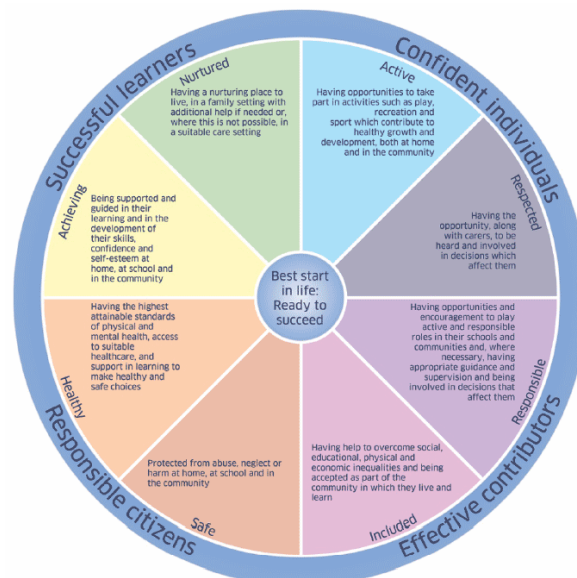 Successful learners
Confident individuals
Nurtured
Having a nurturing place to
live, in a family setting with
additional help if needed or,
where this is not possible, in
a suitable care setting
Active
Having opportunities to take
part in activities such as play,
recreation and
sport which contribute to
healthy growth and
development, both at home
and in the community
Achieving
Being supported and
guided in their
learning and in the
development of
their skills,
confidence and
self-esteem at
home, at school and
in the community
Respected
Having the
opportunity, along
with carers, to be
heard and involved
in decisions which
affect them
Best start
in life:
Ready to
succeed
Healthy
Having the highest
attainable standards
of physical and
mental health, access
to suitable
healthcare, and
support in learning to
make healthy and
safe choices
Responsible
Having opportunities and
encouragement to play
active and responsible
roles in their schools and
communities and, where
necessary, having
appropriate guidance and
supervision and being
involved in decisions that
affect them
Protected from abuse, neglect or
harm at home, at school and in
the community
Safe
Having help to overcome social,
educational, physical and
economic inequalities and being
accepted as part of the
community in which they live and
learn
Included
Responsible citizens
Effective contributors